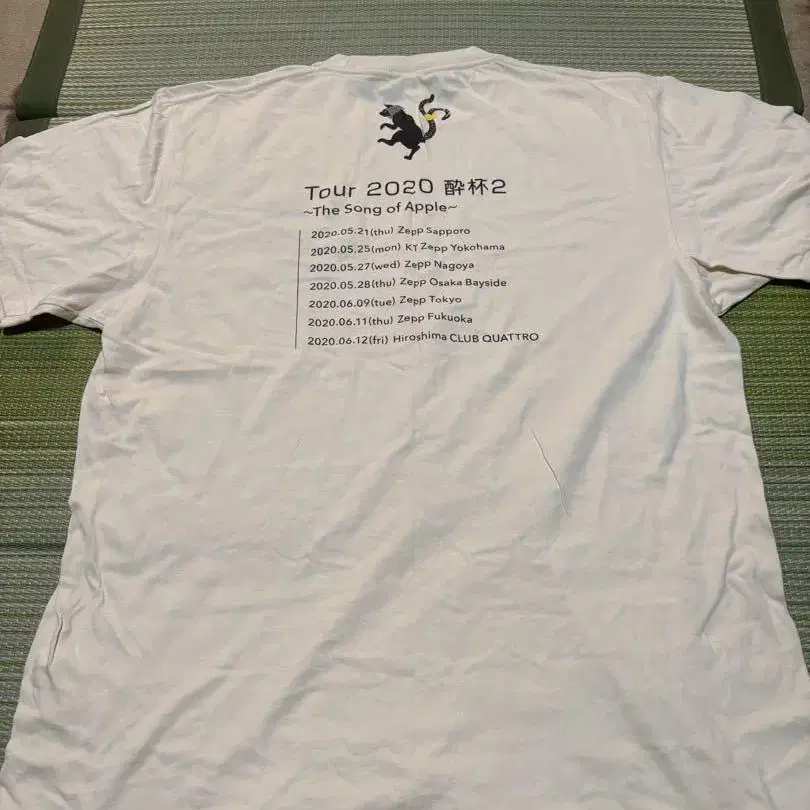 Tour 2020 酔杯2
~The Song of Apple~
2020.05.21(thu) Zepp Sapporo
2020.05.25(mon) KT Zepp Yokohama
2020.05.27(wed) Zepp Nagoya
2020.05.28(thu) Zepp Osaka Bayside
2020.06.09(tue) Zepp Tokyo
2020.06.11(thu) Zepp Fukuoka
2020.06.12(fri) Hiroshima CLUB QUATTRO